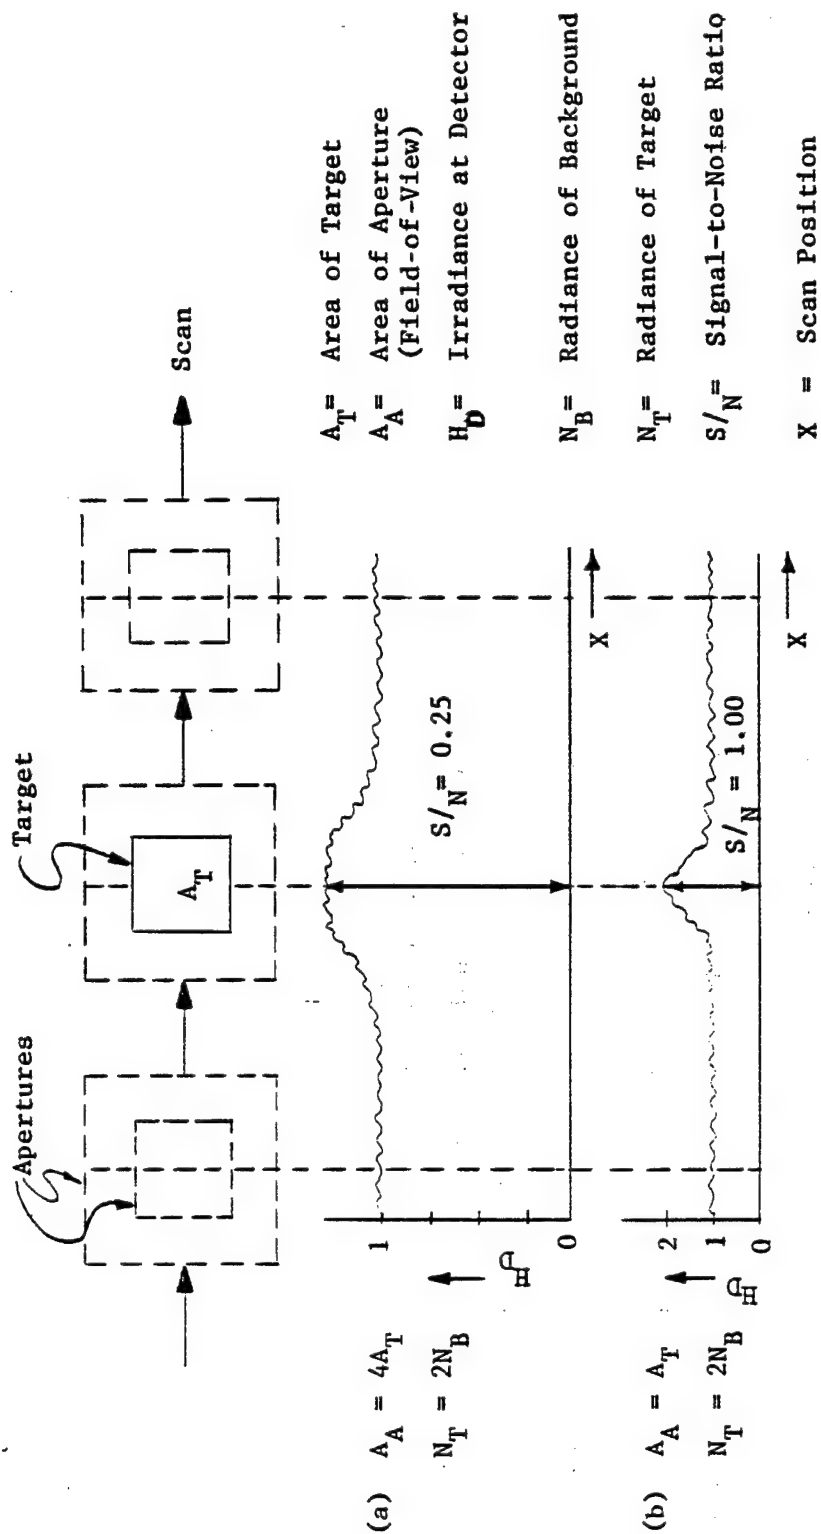 Apertures
Target
Scan
A_T
(a) A_A = 4A_T
N_T = 2N_B
H_D
1
0
S/N = 0.25
X
(b) A_A = A_T
N_T = 2N_B
H_D
2
1
0
S/N = 1.00
X
A_T = Area of Target
A_A = Area of Aperture
(Field-of-View)
H_D = Irradiance at Detector
N_B = Radiance of Background
N_T = Radiance of Target
S/N = Signal-to-Noise Ratio
X = Scan Position